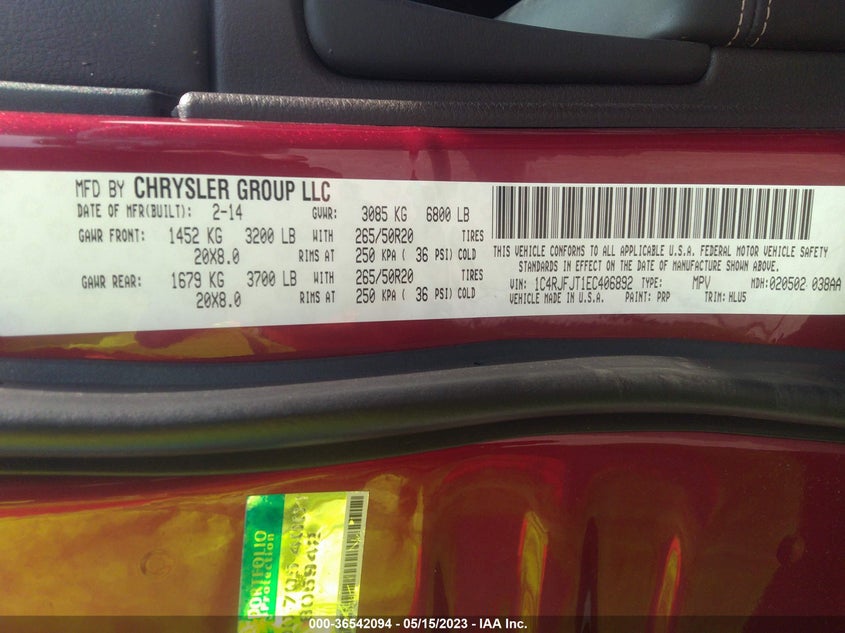 MFD BY CHRYSLER GROUP LLC
DATE OF MFR(BUILT): 2-14 GVWR: 3085 KG 6800 LB
GAWR FRONT: 1452 KG 3200 LB WITH 265/50R20 TIRES
20X8.0 RIMS AT 250 KPA ( 36 PSI) COLD
GAWR REAR: 1679 KG 3700 LB WITH 265/50R20 TIRES
20X8.0 RIMS AT 250 KPA ( 36 PSI) COLD
THIS VEHICLE CONFORMS TO ALL APPLICABLE U.S.A. FEDERAL MOTOR VEHICLE SAFETY
STANDARDS IN EFFECT ON THE DATE OF MANUFACTURE SHOWN ABOVE.
VIN: 1C4RJFJT1EC406892 TYPE: MPV MDH:020502 038AA
VEHICLE MADE IN U.S.A. PAINT: PRP TRIM: HLU5
PORTFOLIO
Protection
000-36542094 - 05/15/2023 - IAA Inc.